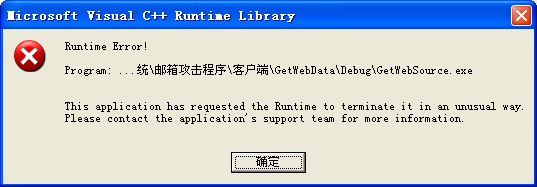 Microsoft Visual C++ Runtime Library
Runtime Error!
Program: ...统\邮箱攻击程序\客户端\GetWebData\Debug\GetWebSource.exe
This application has requested the Runtime to terminate it in an unusual way.
Please contact the application's support team for more information.
确定